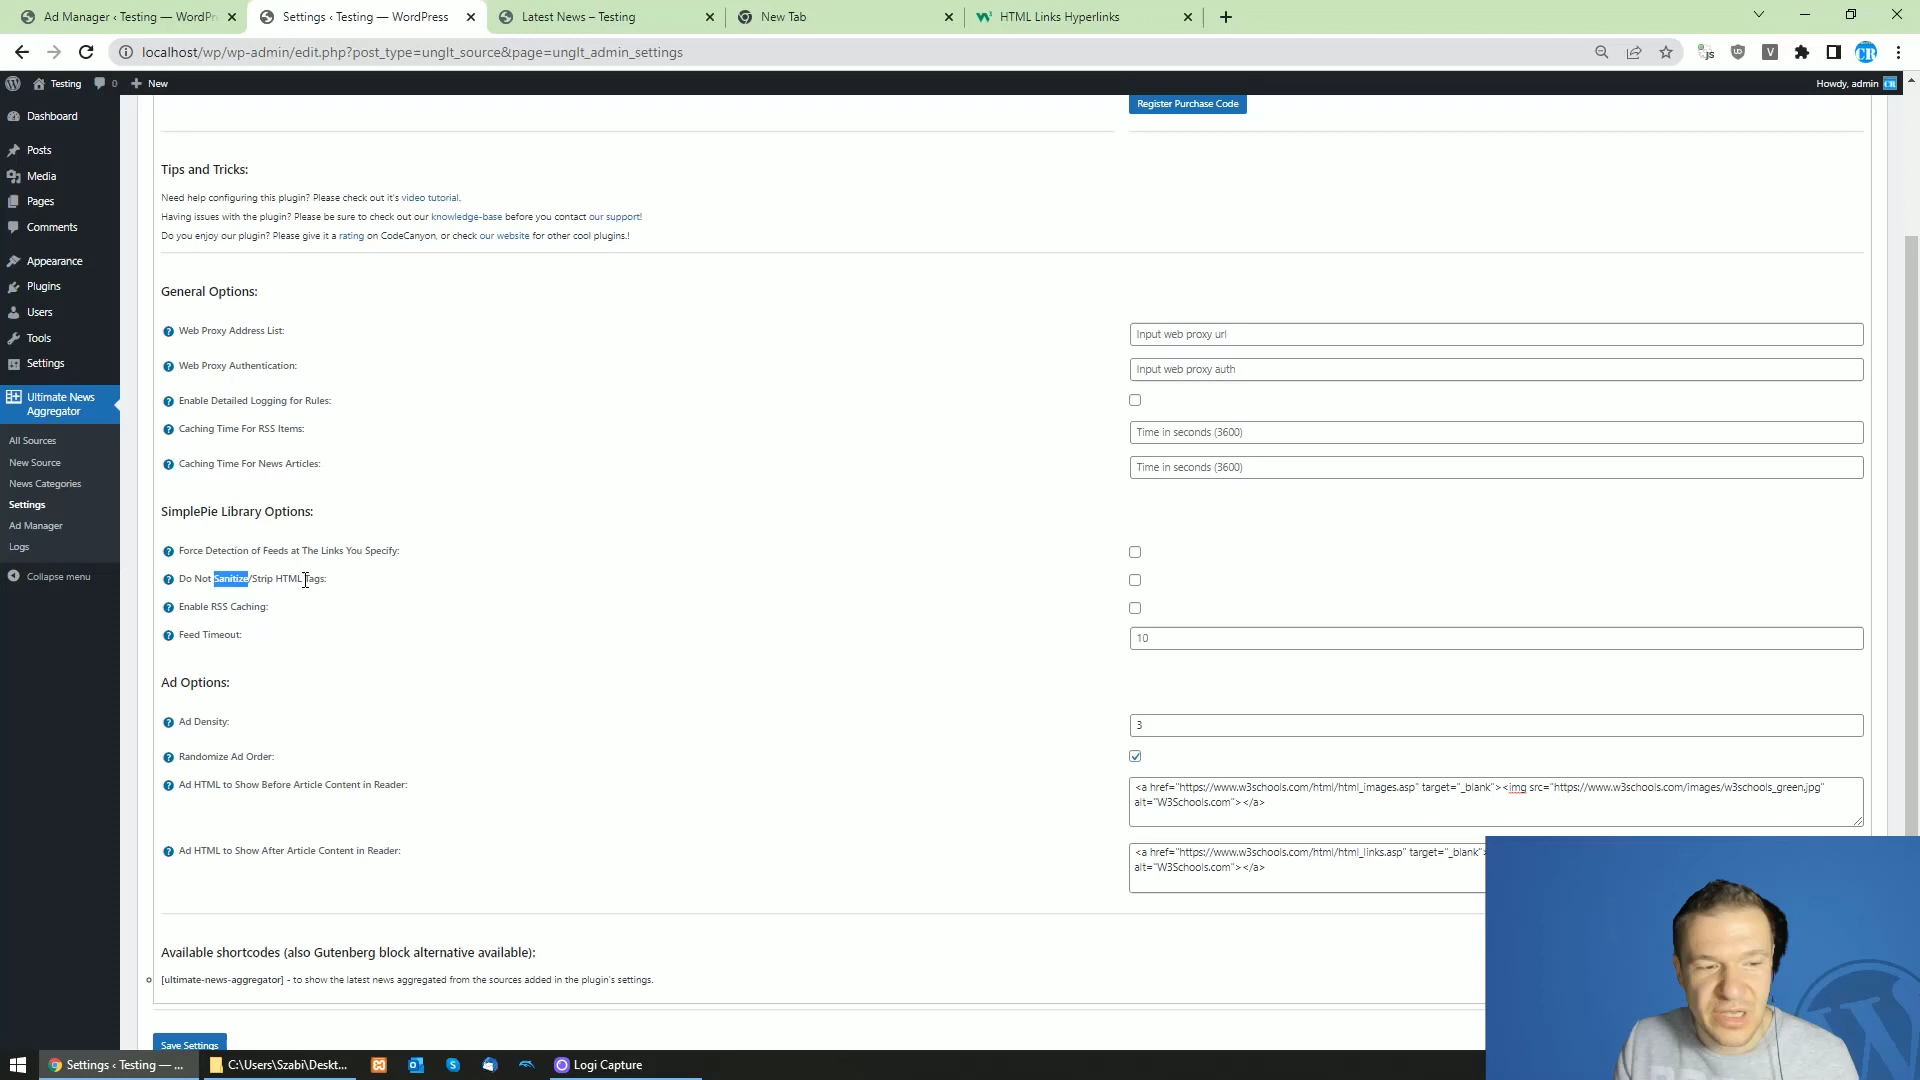 Ad Manager ‹ Testing — WordPr
Settings ‹ Testing — WordPress
Latest News – Testing
New Tab
HTML Links Hyperlinks
localhost/wp/wp-admin/edit.php?post_type=unglt_source&page=unglt_admin_settings
Testing
0
New
Howdy, admin
Dashboard
Posts
Media
Pages
Comments
Appearance
Plugins
Users
Tools
Settings
Ultimate News
Aggregator
All Sources
New Source
News Categories
Settings
Ad Manager
Logs
Collapse menu
Register Purchase Code
Tips and Tricks:
Need help configuring this plugin? Please check out it's video tutorial.
Having issues with the plugin? Please be sure to check out our knowledge-base before you contact our support!
Do you enjoy our plugin? Please give it a rating on CodeCanyon, or check our website for other cool plugins.!
General Options:
Web Proxy Address List:
Input web proxy url
Web Proxy Authentication:
Input web proxy auth
Enable Detailed Logging for Rules:
Caching Time For RSS Items:
Time in seconds (3600)
Caching Time For News Articles:
Time in seconds (3600)
SimplePie Library Options:
Force Detection of Feeds at The Links You Specify:
Do Not Sanitize/Strip HTML Tags:
Enable RSS Caching:
Feed Timeout:
10
Ad Options:
Ad Density:
3
Randomize Ad Order:
Ad HTML to Show Before Article Content in Reader:
<a href="https://www.w3schools.com/html/html_images.asp" target="_blank"><img src="https://www.w3schools.com/images/w3schools_green.jpg"
alt="W3Schools.com"></a>
Ad HTML to Show After Article Content in Reader:
<a href="https://www.w3schools.com/html/html_links.asp" target="_blank">
alt="W3Schools.com"></a>
Available shortcodes (also Gutenberg block alternative available):
[ultimate-news-aggregator] - to show the latest news aggregated from the sources added in the plugin's settings.
Save Settings
Settings ‹ Testing — ...
C:\Users\Szabi\Deskt...
Logi Capture